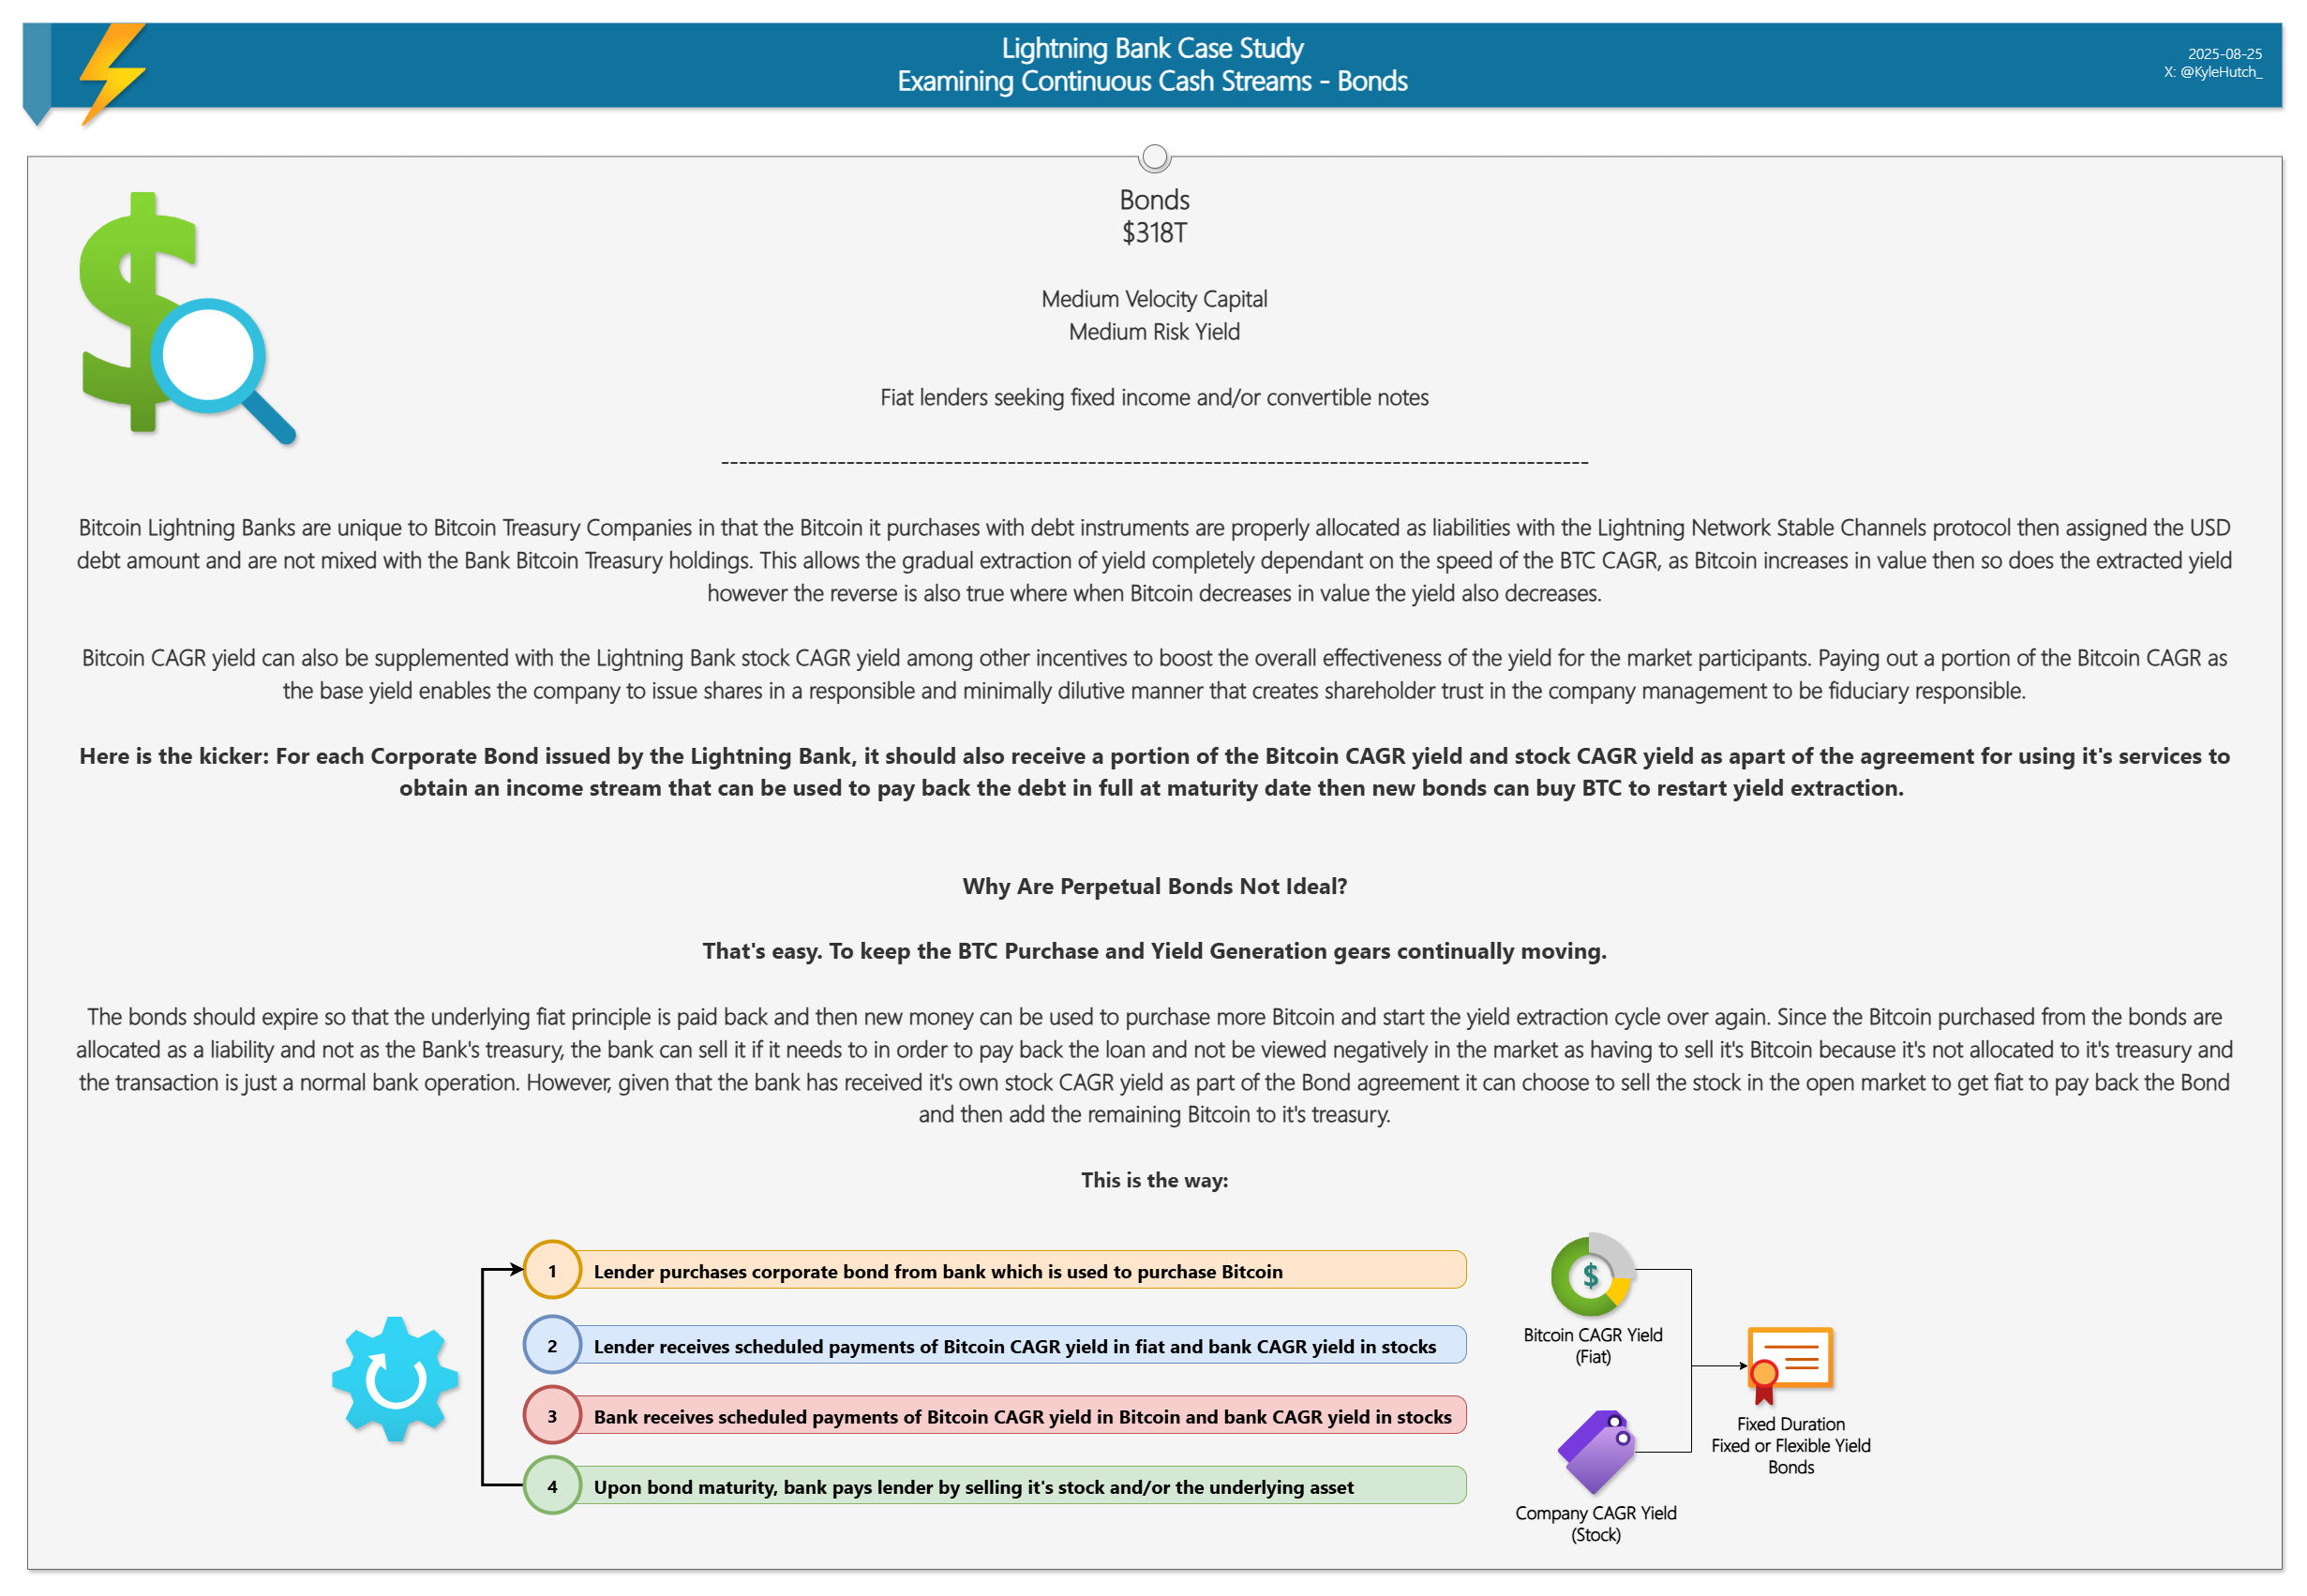 Lightning Bank Case Study
Examining Continuous Cash Streams - Bonds
2025-08-25
X: @KyleHutch_
Bonds
$318T
Medium Velocity Capital
Medium Risk Yield
Fiat lenders seeking fixed income and/or convertible notes
-------------------------------------------------------------------------------------------------
Bitcoin Lightning Banks are unique to Bitcoin Treasury Companies in that the Bitcoin it purchases with debt instruments are properly allocated as liabilities with the Lightning Network Stable Channels protocol then assigned the USD
debt amount and are not mixed with the Bank Bitcoin Treasury holdings. This allows the gradual extraction of yield completely dependant on the speed of the BTC CAGR, as Bitcoin increases in value then so does the extracted yield
however the reverse is also true where when Bitcoin decreases in value the yield also decreases.
Bitcoin CAGR yield can also be supplemented with the Lightning Bank stock CAGR yield among other incentives to boost the overall effectiveness of the yield for the market participants. Paying out a portion of the Bitcoin CAGR as
the base yield enables the company to issue shares in a responsible and minimally dilutive manner that creates shareholder trust in the company management to be fiduciary responsible.
Here is the kicker: For each Corporate Bond issued by the Lightning Bank, it should also receive a portion of the Bitcoin CAGR yield and stock CAGR yield as apart of the agreement for using it's services to
obtain an income stream that can be used to pay back the debt in full at maturity date then new bonds can buy BTC to restart yield extraction.
Why Are Perpetual Bonds Not Ideal?
That's easy. To keep the BTC Purchase and Yield Generation gears continually moving.
The bonds should expire so that the underlying fiat principle is paid back and then new money can be used to purchase more Bitcoin and start the yield extraction cycle over again. Since the Bitcoin purchased from the bonds are
allocated as a liability and not as the Bank's treasury, the bank can sell it if it needs to in order to pay back the loan and not be viewed negatively in the market as having to sell it's Bitcoin because it's not allocated to it's treasury and
the transaction is just a normal bank operation. However, given that the bank has received it's own stock CAGR yield as part of the Bond agreement it can choose to sell the stock in the open market to get fiat to pay back the Bond
and then add the remaining Bitcoin to it's treasury.
This is the way:
1 Lender purchases corporate bond from bank which is used to purchase Bitcoin
2 Lender receives scheduled payments of Bitcoin CAGR yield in fiat and bank CAGR yield in stocks
3 Bank receives scheduled payments of Bitcoin CAGR yield in Bitcoin and bank CAGR yield in stocks
4 Upon bond maturity, bank pays lender by selling it's stock and/or the underlying asset
$
Bitcoin CAGR Yield
(Fiat)
Company CAGR Yield
(Stock)
Fixed Duration
Fixed or Flexible Yield
Bonds